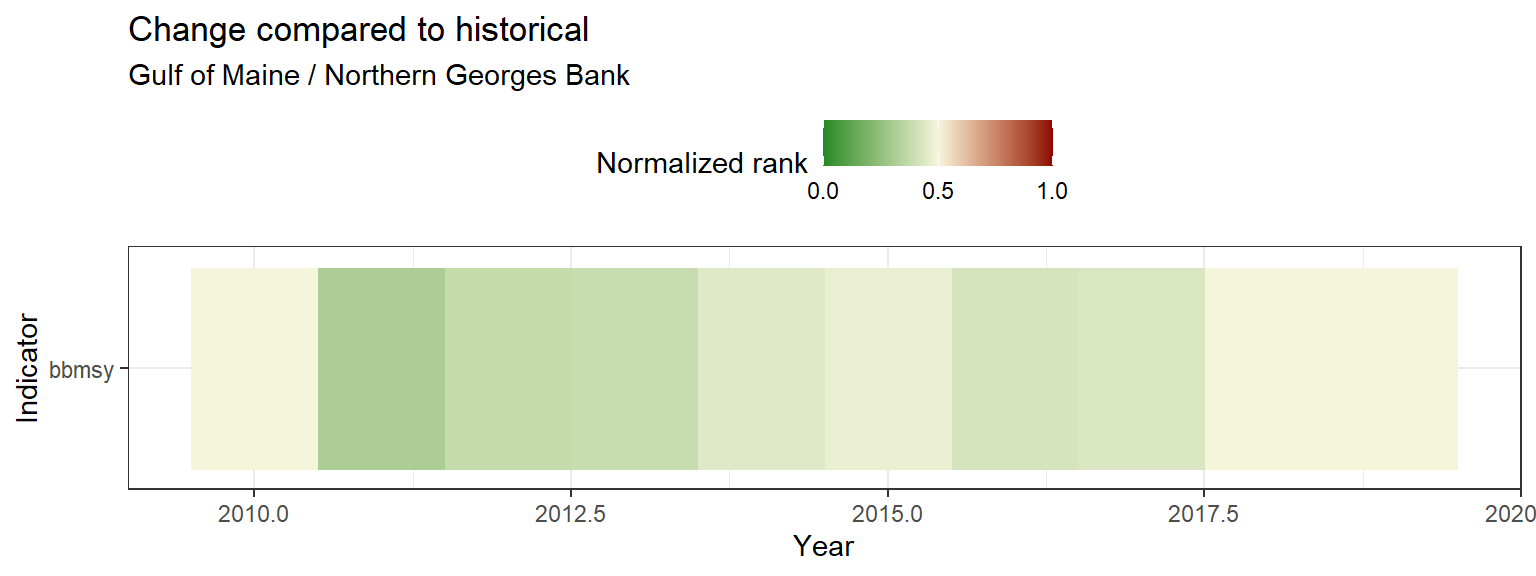 Change compared to historical
Gulf of Maine / Northern Georges Bank
Normalized rank
0.0 0.5 1.0
Indicator
bbmsy
2010.0 2012.5 2015.0 2017.5 2020
Year